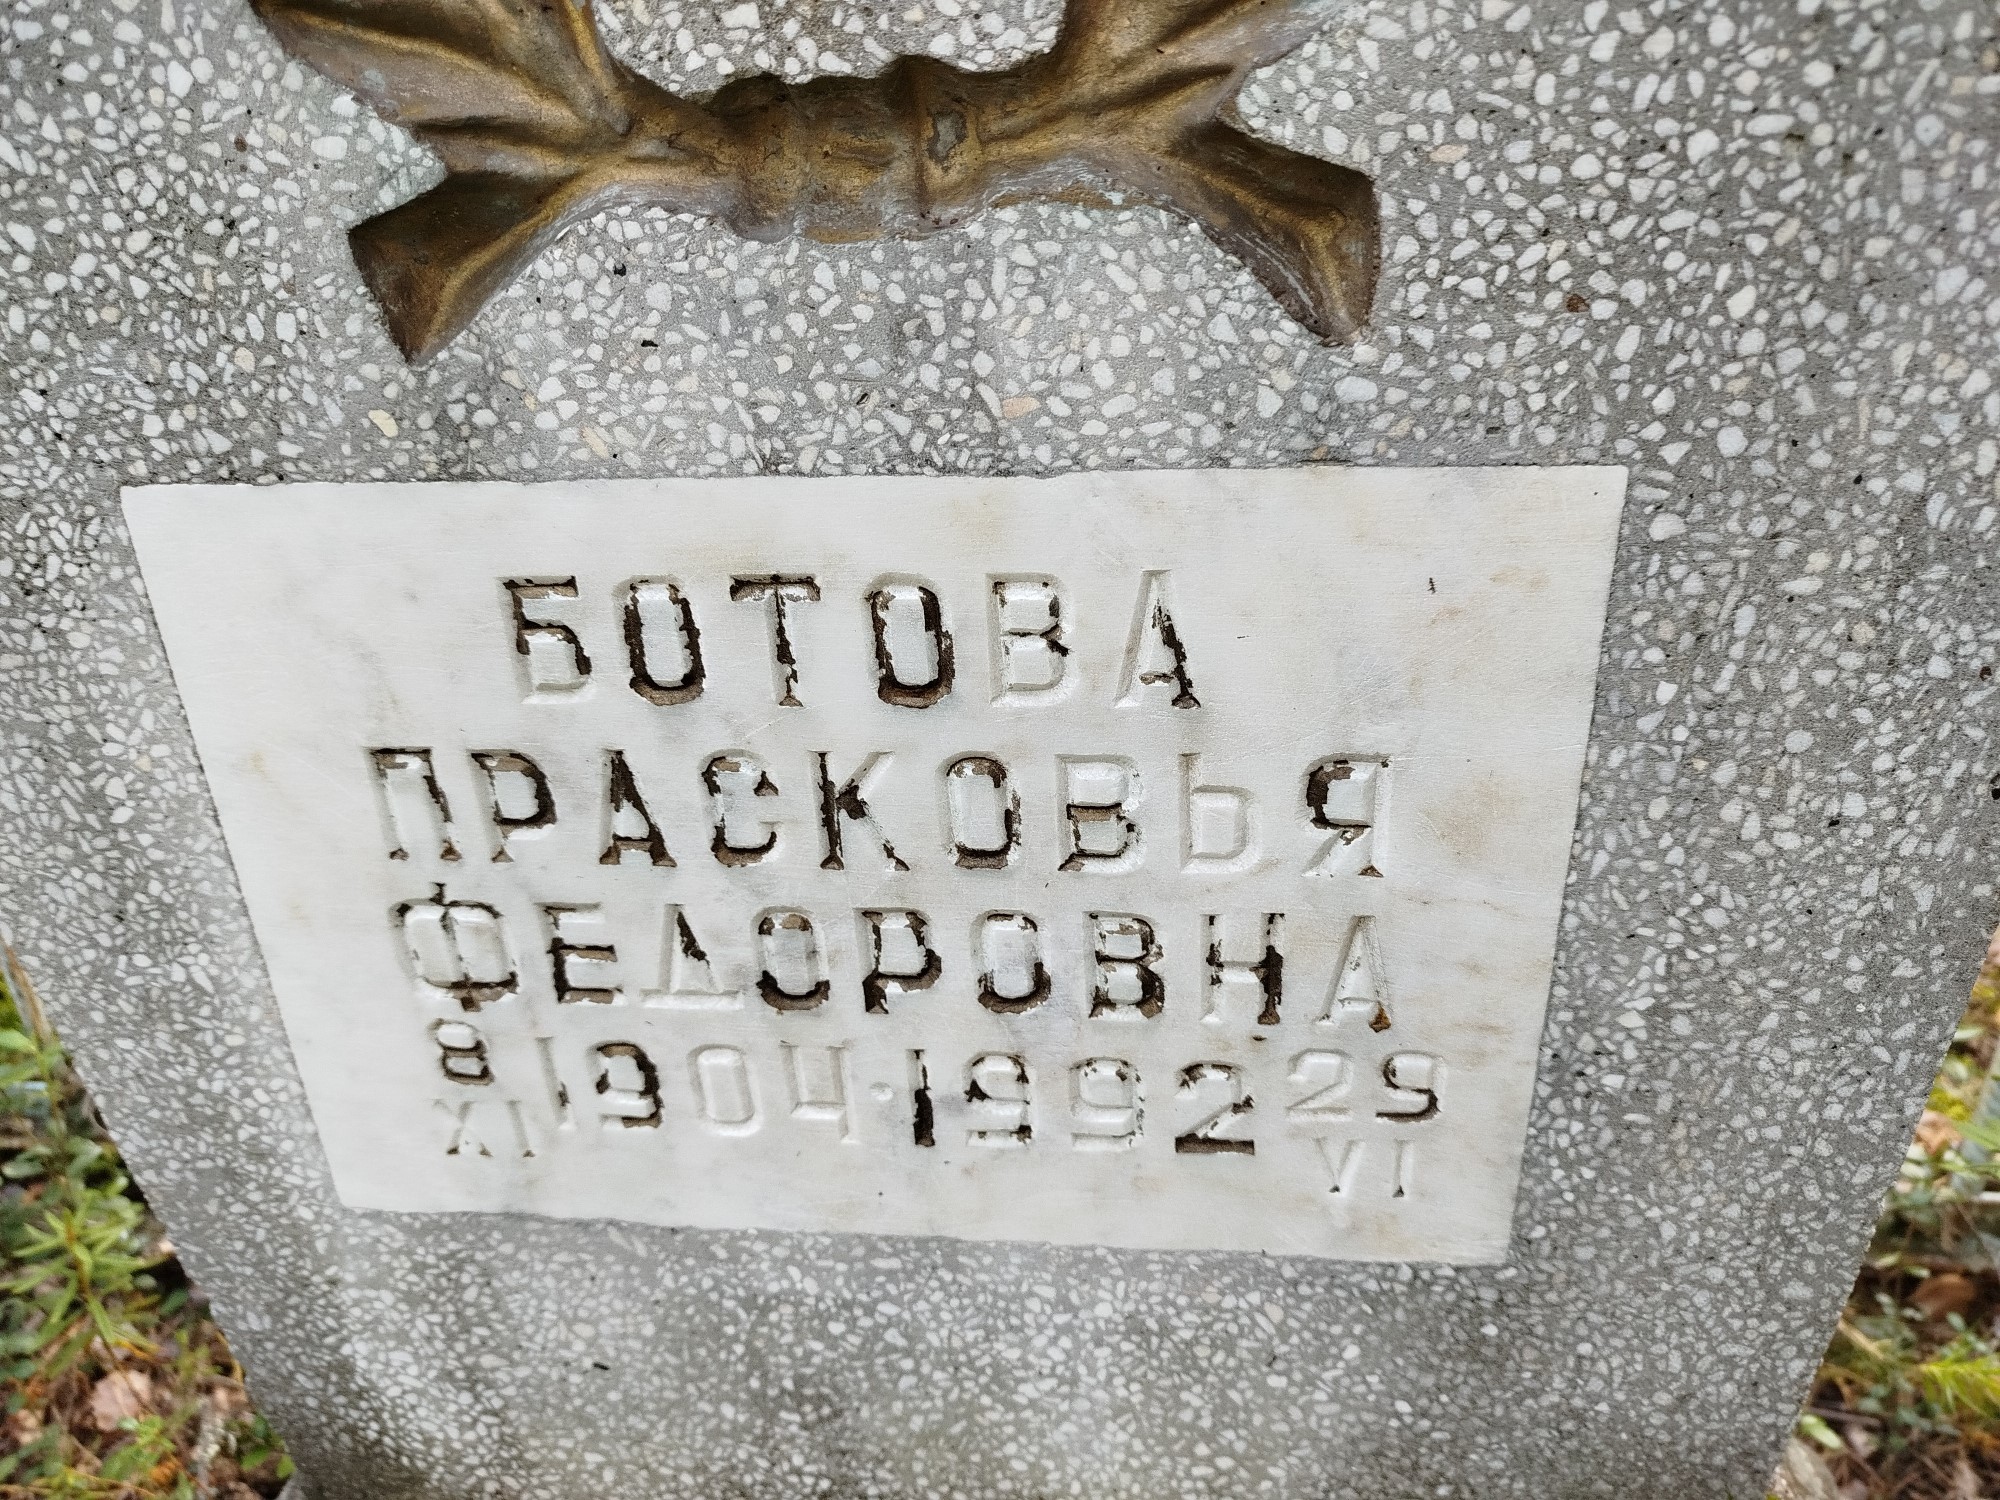 БОТОВА
ПРАСКОВЬЯ
ФЕДОРОВНА
8 XI 1904·1992 29 VI